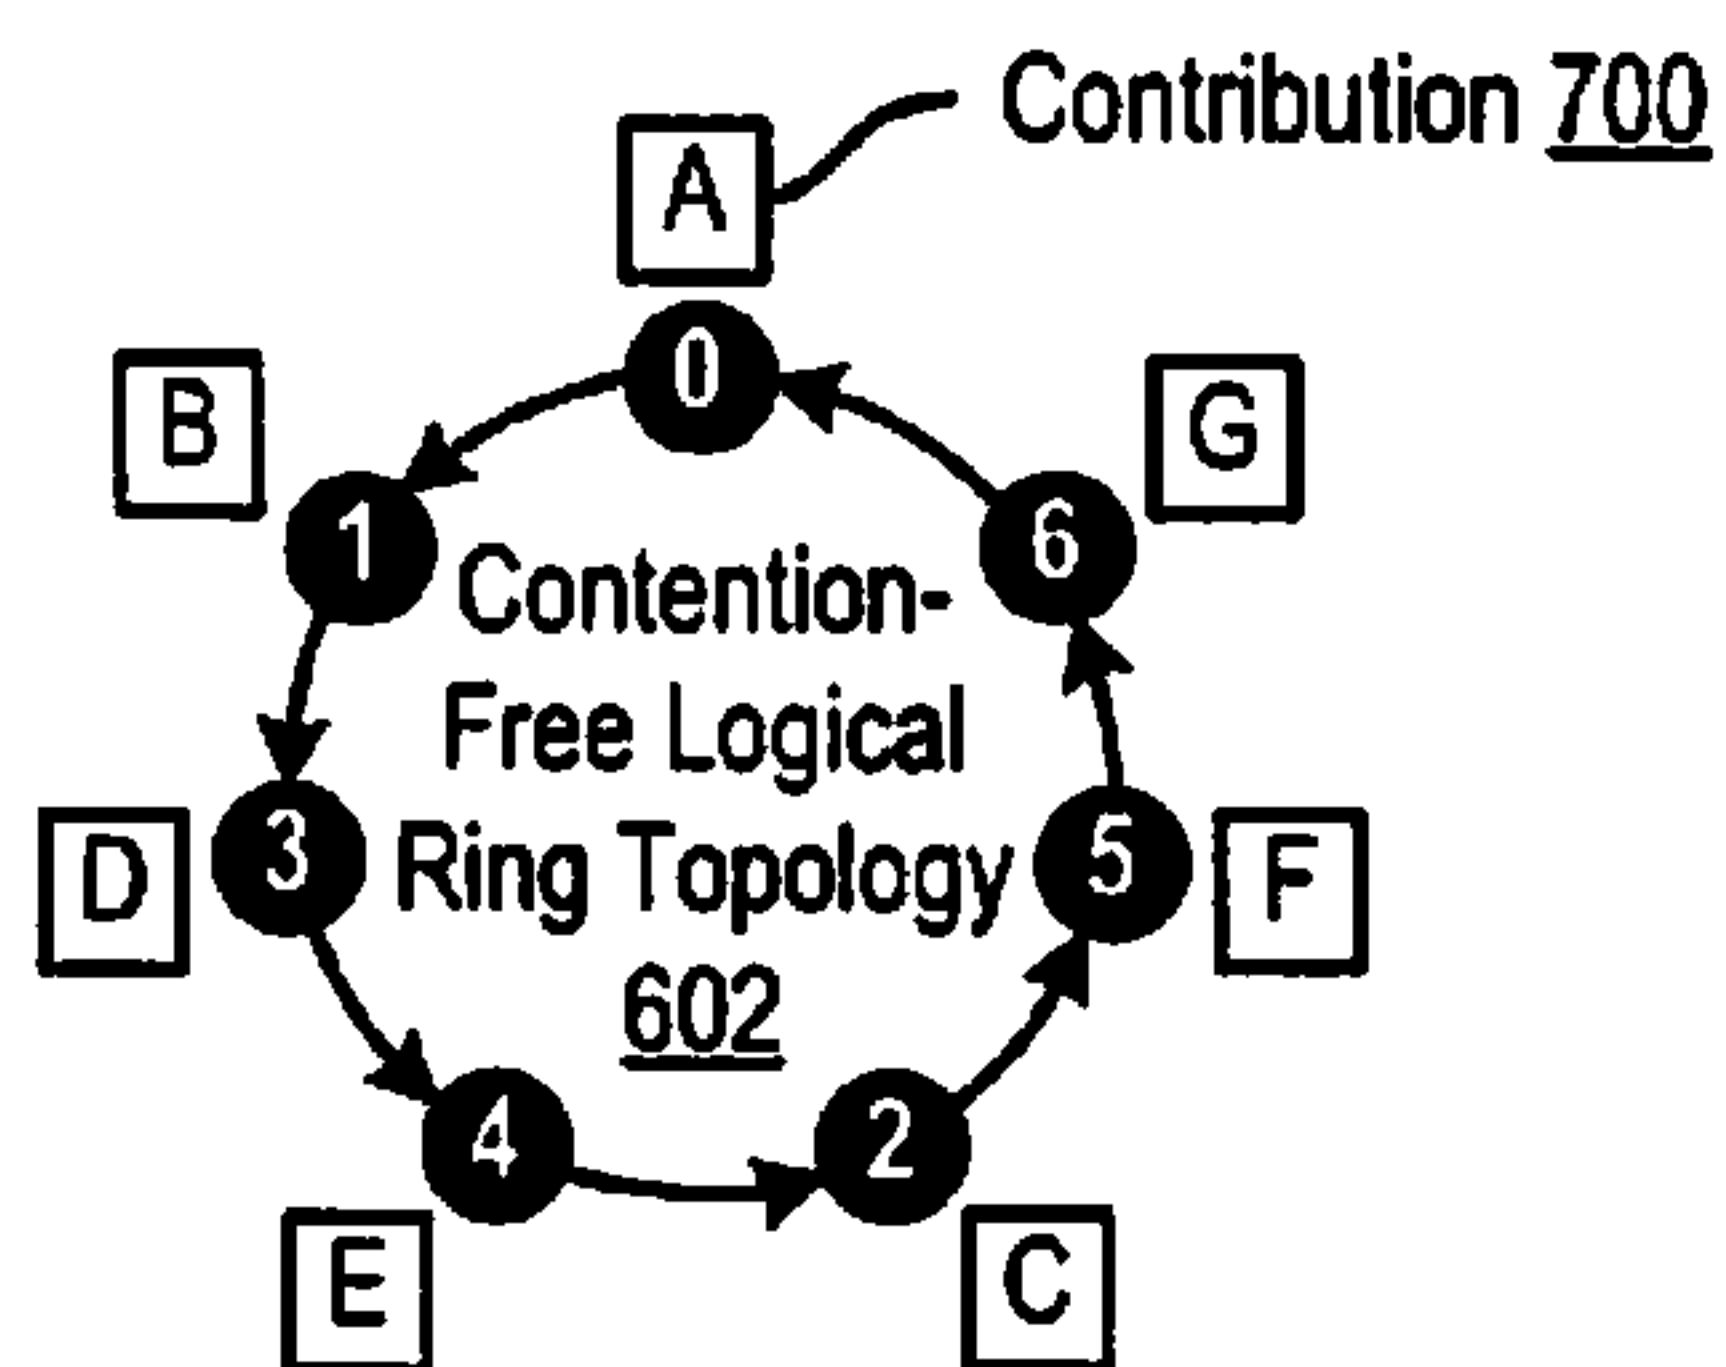 Contribution 700
A
0
B
G
1
6
Contention-
Free Logical
Ring Topology
602
D
3
5
F
4
2
E
C